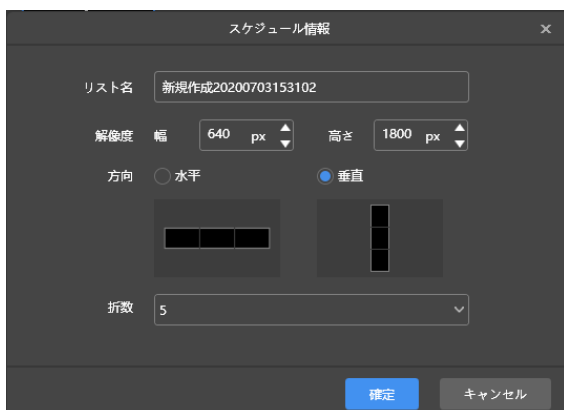 スケジュール情報
リスト名 新規作成20200703153102
解像度 幅 640 px 高さ 1800 px
方向 水平 垂直
折数 5
確定 キャンセル